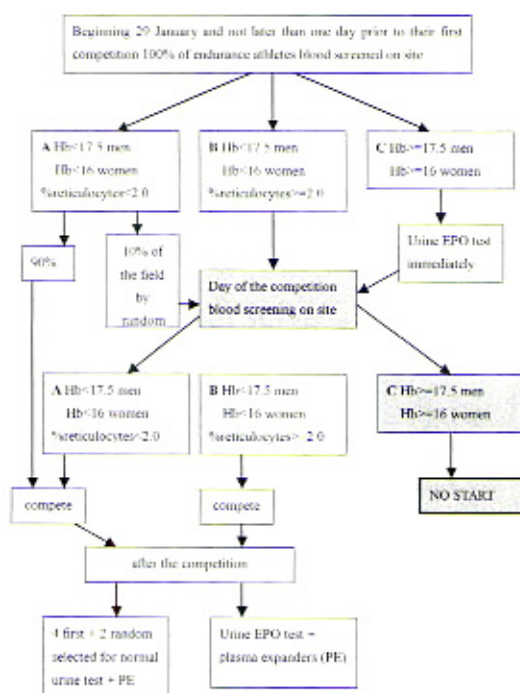 Beginning 29 January and not later than one day prior to their first
competition 100% of endurance athletes blood screened on site
A Hb<17.5 men
Hb<16 women
%reticulocytes<2.0
B Hb<17.5 men
Hb<16 women
%reticulocytes>=2.0
C Hb>=17.5 men
Hb>=16 women
90%
10% of
the field
by
random
Urine EPO test
immediately
Day of the competition
blood screening on site
A Hb<17.5 men
Hb<16 women
%reticulocytes<2.0
B Hb<17.5 men
Hb<16 women
%reticulocytes> 2.0
C Hb>=17.5 men
Hb>=16 women
compete
compete
NO START
after the competition
4 first + 2 random
selected for normal
urine test + PE
Urine EPO test +
plasma expanders (PE)